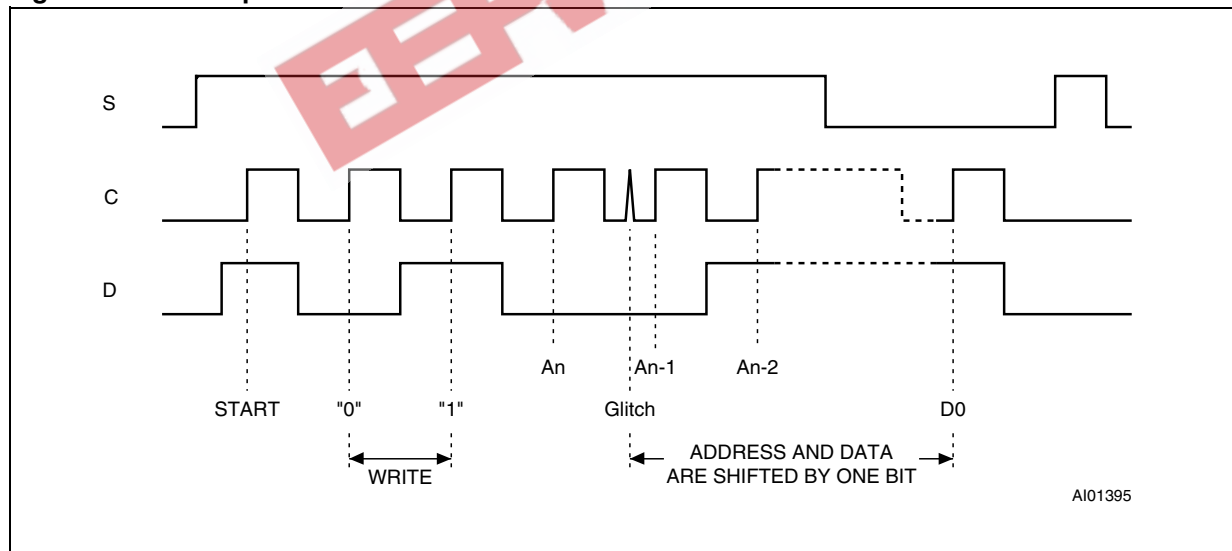 S
C
D
An An-1 An-2
START "0" "1" Glitch D0
WRITE
ADDRESS AND DATA
ARE SHIFTED BY ONE BIT
AI01395